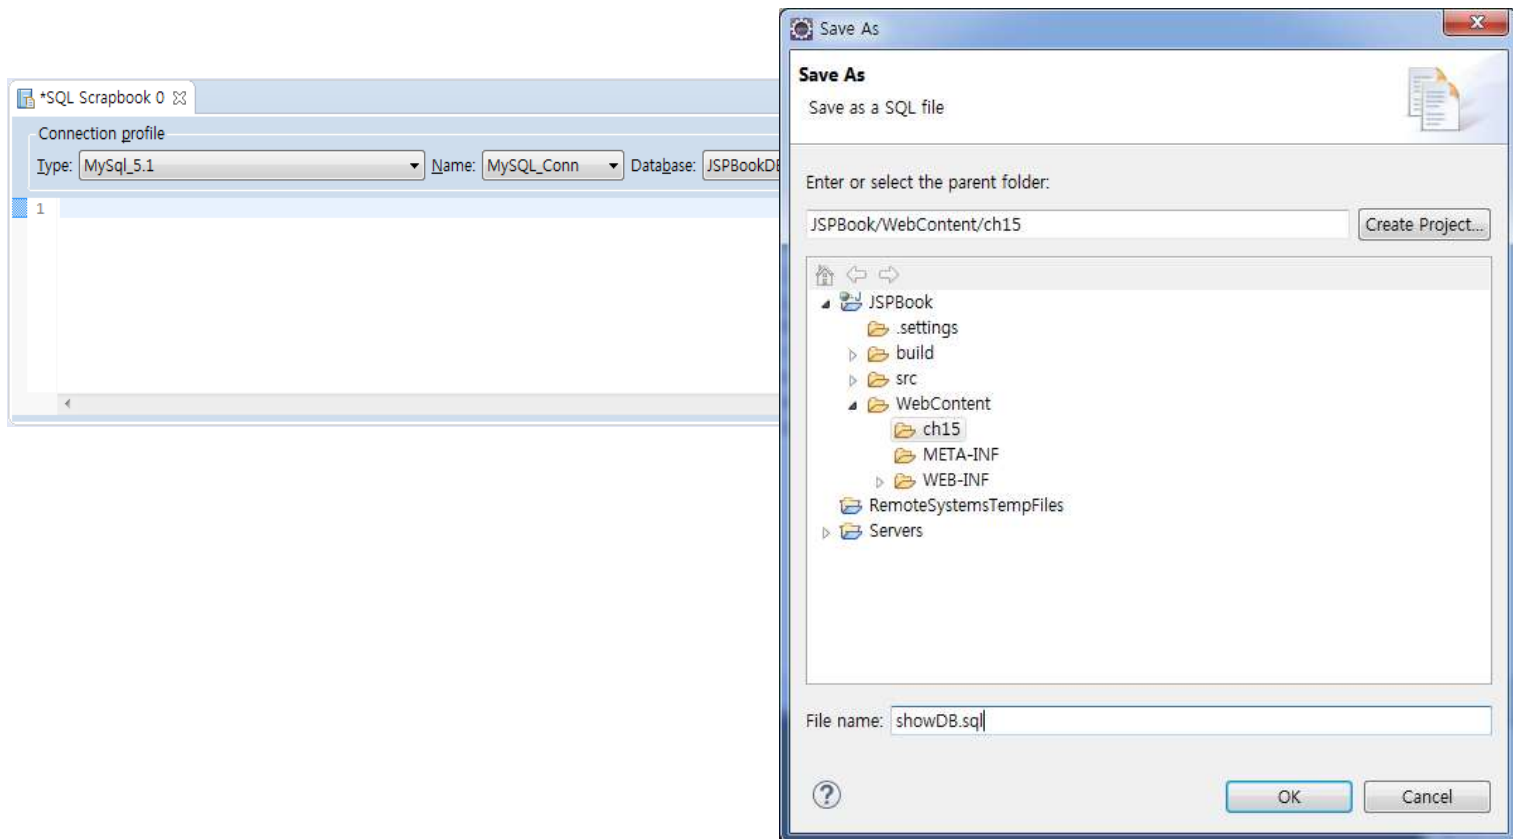 *SQL Scrapbook 0
Connection profile
Type: MySql_5.1 Name: MySQL_Conn Database: JSPBookDB
1
Save As
Save As
Save as a SQL file
Enter or select the parent folder:
JSPBook/WebContent/ch15 Create Project...
JSPBook
.settings
build
src
WebContent
ch15
META-INF
WEB-INF
RemoteSystemsTempFiles
Servers
File name: showDB.sql
OK Cancel